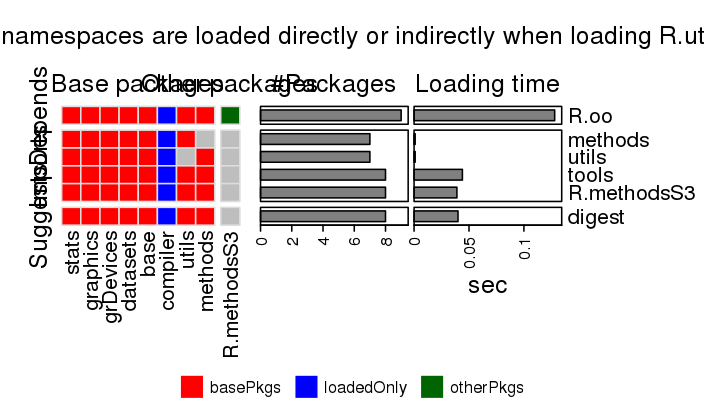 namespaces are loaded directly or indirectly when loading R.ut
Base packages
Other packages
#Packages
Loading time
Depends
Imports
Suggests
R.oo
methods
utils
tools
R.methodsS3
digest
stats
graphics
grDevices
datasets
base
compiler
utils
methods
R.methodsS3
0 2 4 6 8
0 0.05 0.1
sec
basePkgs loadedOnly otherPkgs